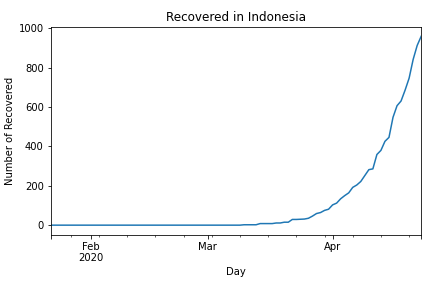 Recovered in Indonesia
1000
800
600
400
200
0
Number of Recovered
Feb
2020
Mar
Apr
Day